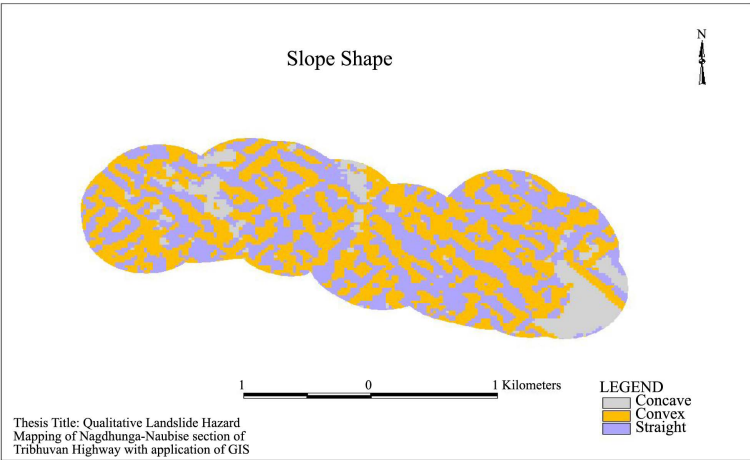 Slope Shape
N
1 0 1 Kilometers
LEGEND
Concave
Convex
Straight
Thesis Title: Qualitative Landslide Hazard
Mapping of Nagdhunga-Naubise section of
Tribhuvan Highway with application of GIS